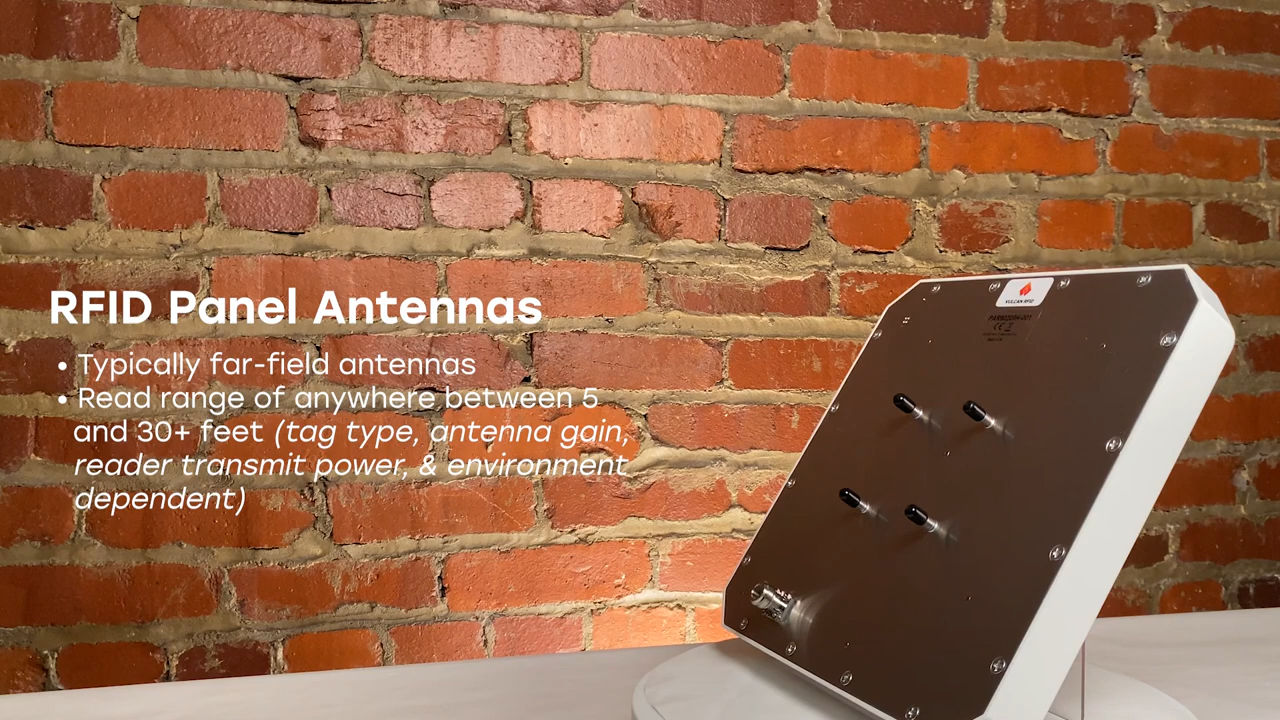 RFID Panel Antennas
• Typically far-field antennas
• Read range of anywhere between 5
and 30+ feet (tag type, antenna gain,
reader transmit power, & environment
dependent)
VULCAN RFID